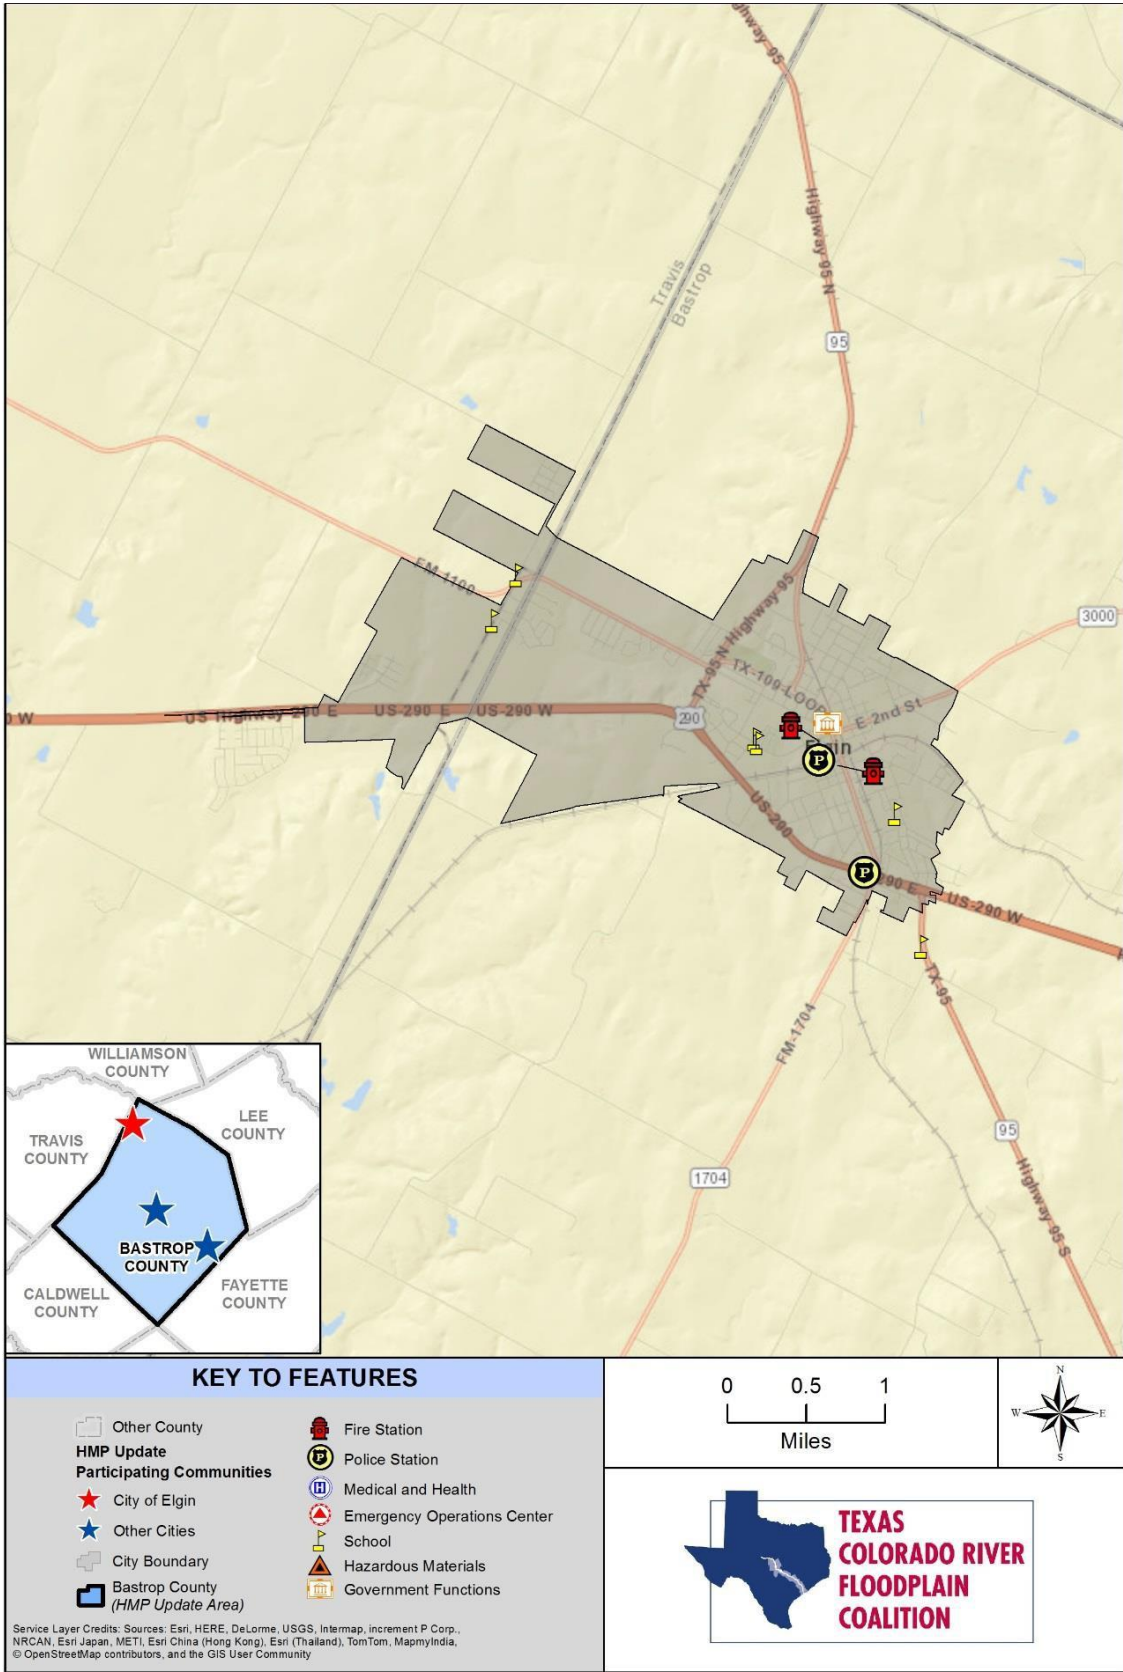 Highway 95
Travis
Bastrop
Highway 95 N
95
FM-1100
3000
TX-95 N Highway 95
TX-109 LOOP
E 2nd St
0 W
US Highway 290 E
US-290 E
US-290 W
290
Elgin
P
US-290
P
290 E
US-290 W
TX-95
FM-1704
95
1704
Highway 95 S
WILLIAMSON
COUNTY
LEE
COUNTY
TRAVIS
COUNTY
BASTROP
COUNTY
FAYETTE
COUNTY
CALDWELL
COUNTY
KEY TO FEATURES
Other County
HMP Update
Participating Communities
City of Elgin
Other Cities
City Boundary
Bastrop County
(HMP Update Area)
Fire Station
P Police Station
H Medical and Health
Emergency Operations Center
School
Hazardous Materials
Government Functions
Service Layer Credits: Sources: Esri, HERE, DeLorme, USGS, Intermap, increment P Corp.,
NRCAN, Esri Japan, METI, Esri China (Hong Kong), Esri (Thailand), TomTom, MapmyIndia,
© OpenStreetMap contributors, and the GIS User Community
0 0.5 1
Miles
N
W E
S
TEXAS
COLORADO RIVER
FLOODPLAIN
COALITION